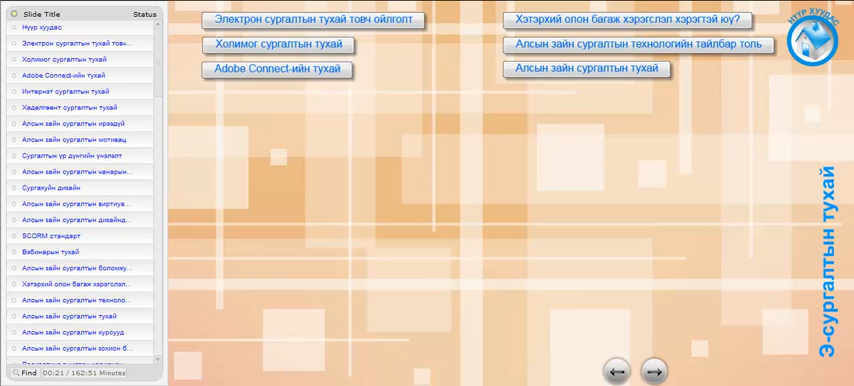 Slide Title Status
Нүүр хуудас
Электрон сургалтын тухай товч...
Холимог сургалтын тухай
Adobe Connect-ийн тухай
Интернэт сургалтын тухай
Хөдөлгөөнт сургалтын тухай
Алсын зайн сургалтын ирээдүй
Алсын зайн сургалтын мотивац
Сургалтын үр дүнгийн үнэлэлт
Алсын зайн сургалтын чанарын...
Сургахуйн дизайн
Алсын зайн сургалтын виртуа...
Алсын зайн сургалтын дизайнд...
SCORM стандарт
Вэбинарын тухай
Алсын зайн сургалтын боломжу...
Хэтэрхий олон багаж хэрэгслэл...
Алсын зайн сургалтын техноло...
Алсын зайн сургалтын тухай
Алсын зайн сургалтын курсууд
Алсын зайн сургалтын зохион б...
Find 00:21 / 162:51 Minutes
Электрон сургалтын тухай товч ойлголт
Холимог сургалтын тухай
Adobe Connect-ийн тухай
Хэтэрхий олон багаж хэрэгслэл хэрэгтэй юү?
Алсын зайн сургалтын технологийн тайлбар толь
Алсын зайн сургалтын тухай
НҮҮР ХУУДАС
Э-сургалтын тухай